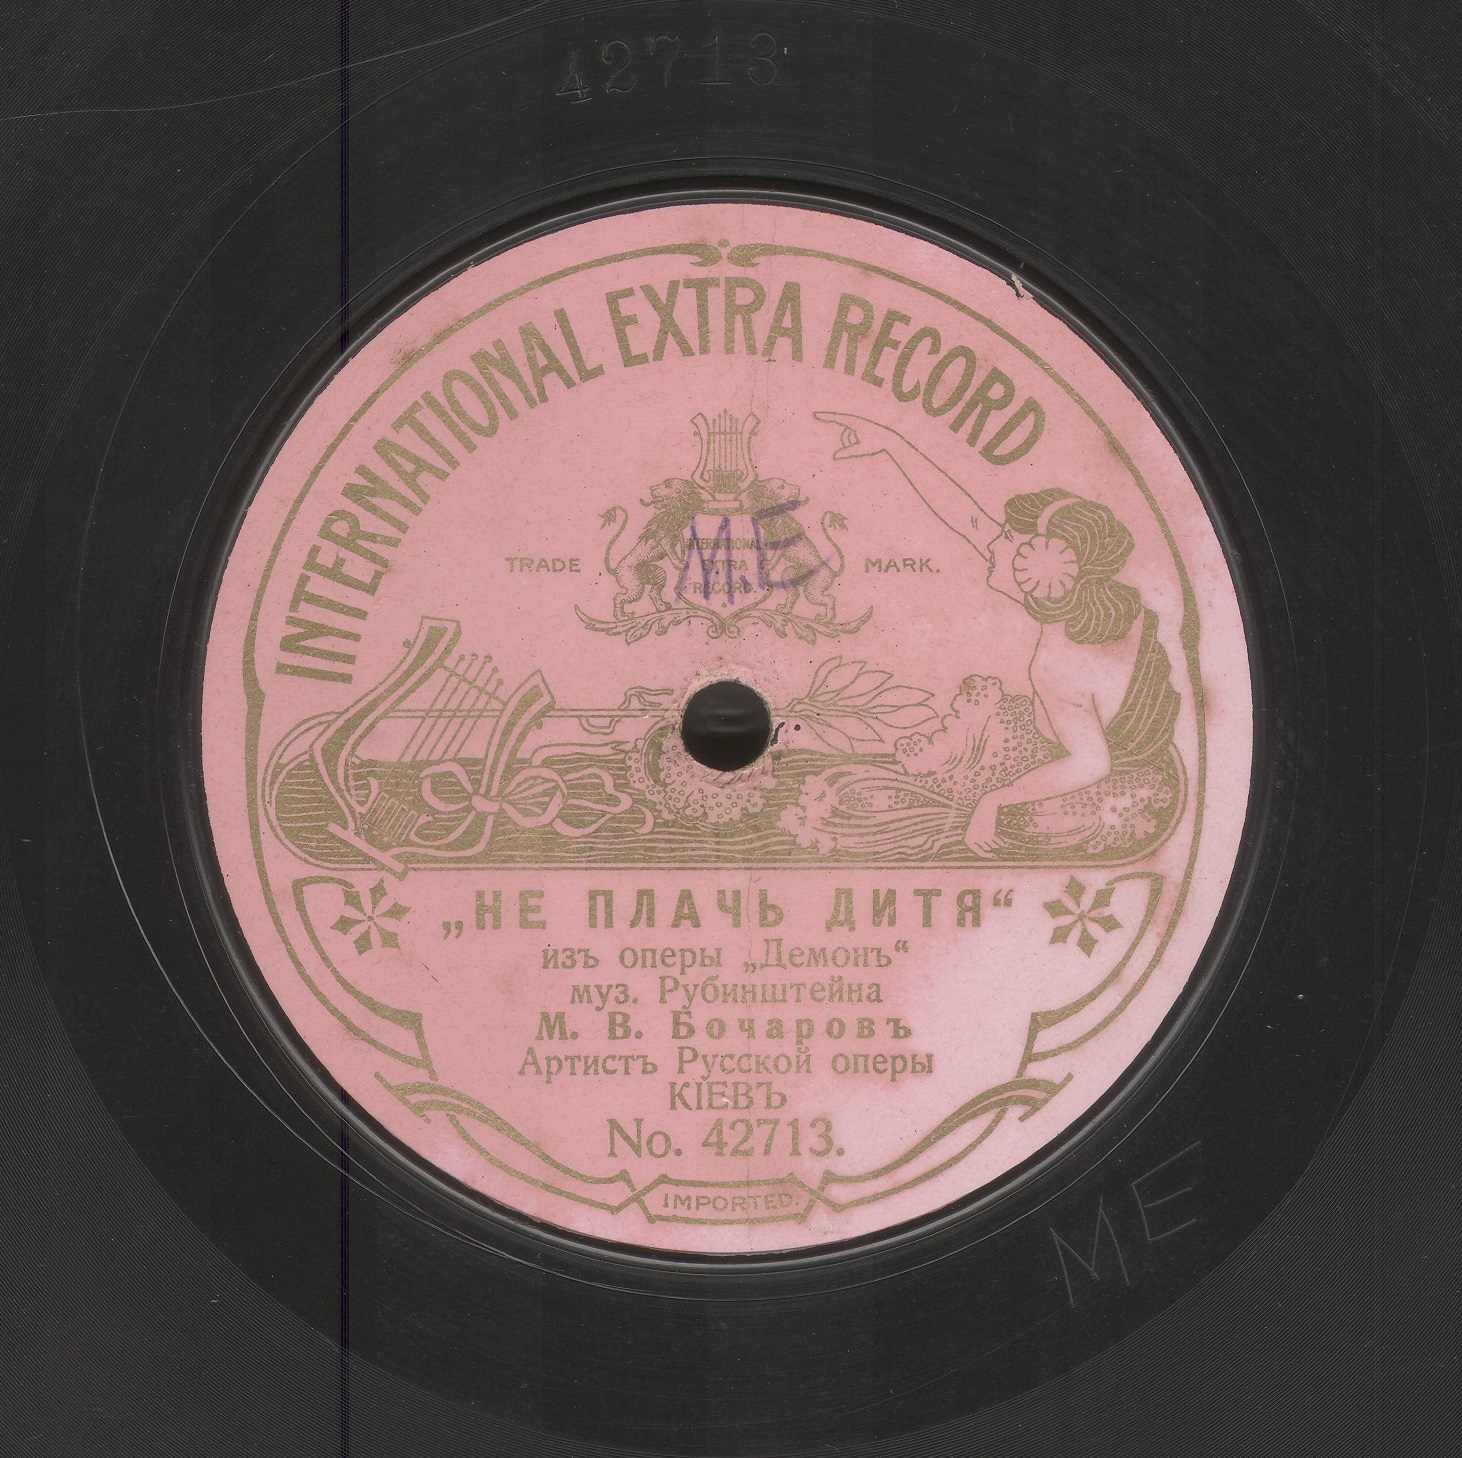 42713
INTERNATIONAL EXTRA RECORD
TRADE MARK.
INTERNATIONAL
EXTRA
RECORD.
M.E
„НЕ ПЛАЧЬ ДИТЯ“
изъ оперы „Демонъ“
муз. Рубинштейна
М. В. Бочаровъ
Артистъ Русской оперы
КІЕВЪ
No. 42713.
IMPORTED.
ME